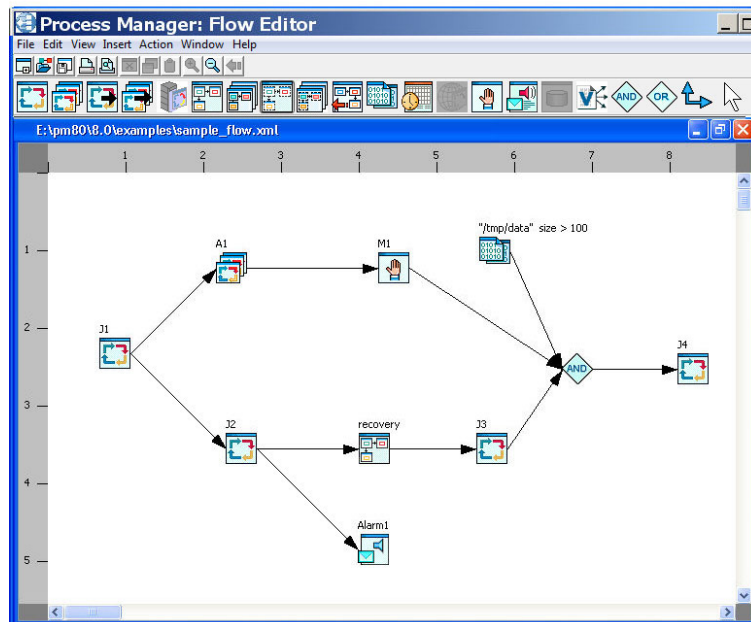 Process Manager: Flow Editor
File Edit View Insert Action Window Help
AND OR
E:\pm80\8.0\examples\sample_flow.xml
1 2 3 4 5 6 7 8
"/tmp/data" size > 100
1
A1
M1
2
J1
J4
AND
3
J2
recovery
J3
4
Alarm1
5